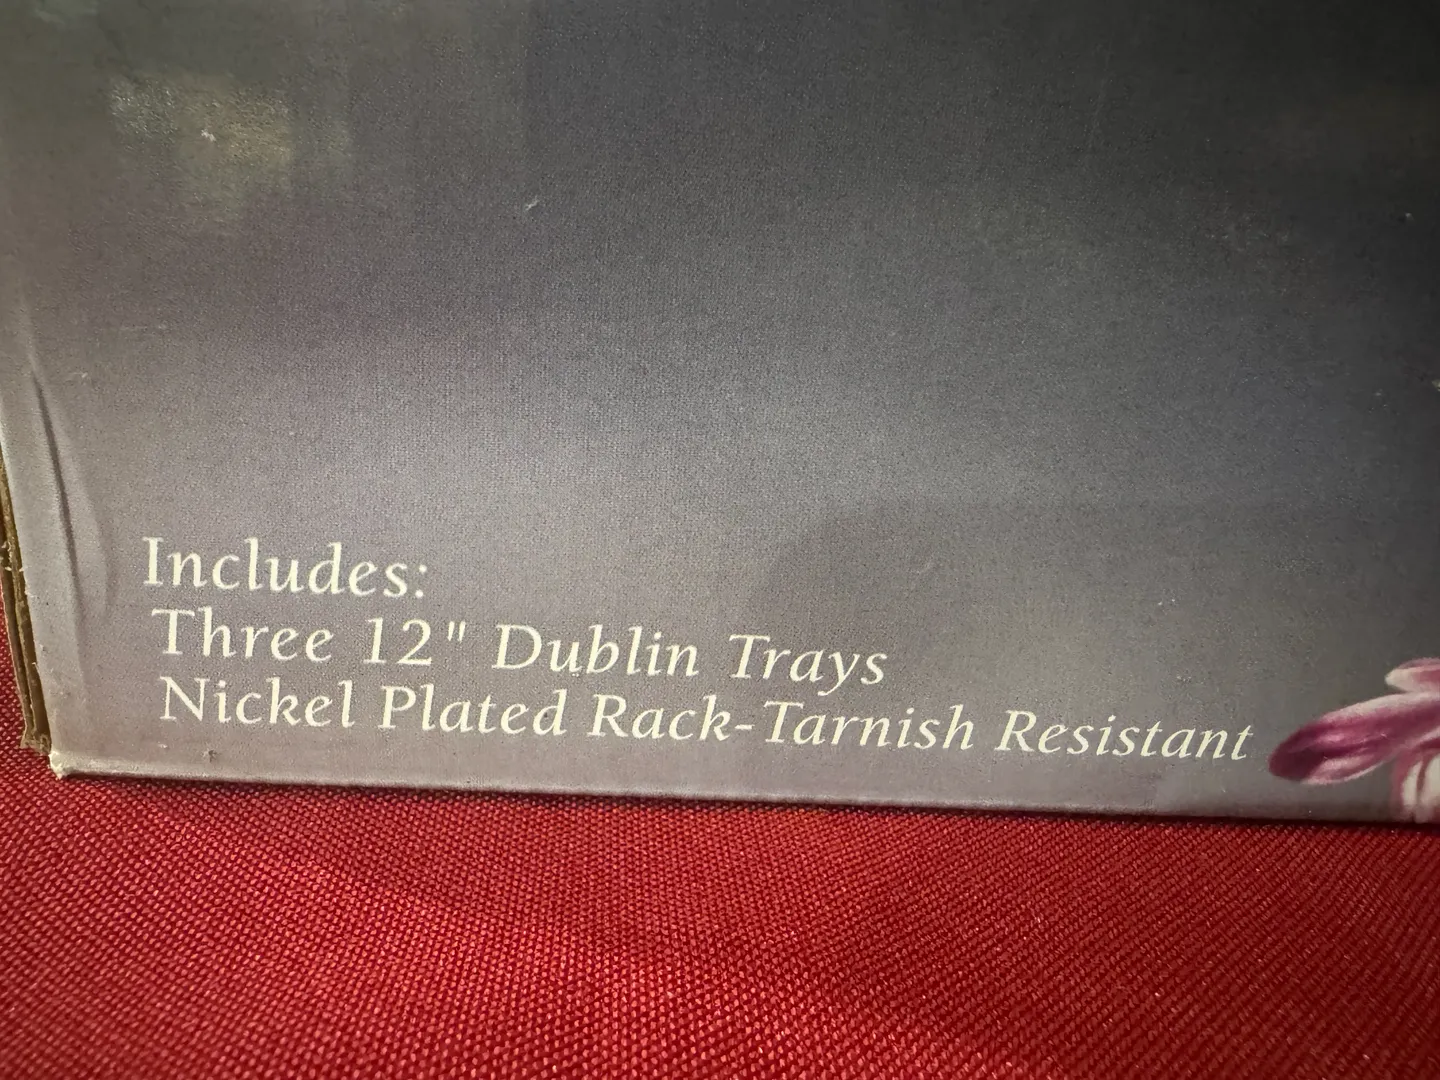 Includes:
Three 12" Dublin Trays
Nickel Plated Rack-Tarnish Resistant